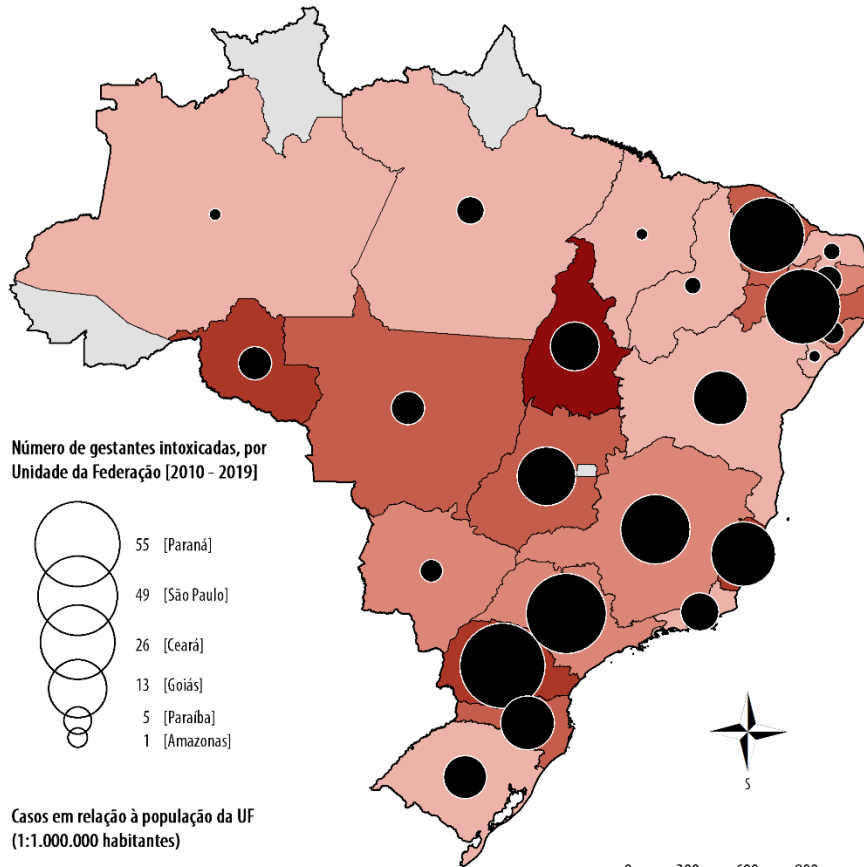 Número de gestantes intoxicadas, por
Unidade da Federação [2010 - 2019]
55 [Paraná]
49 [São Paulo]
26 [Ceará]
13 [Goiás]
5 [Paraíba]
1 [Amazonas]
S
Casos em relação à população da UF
(1:1.000.000 habitantes)